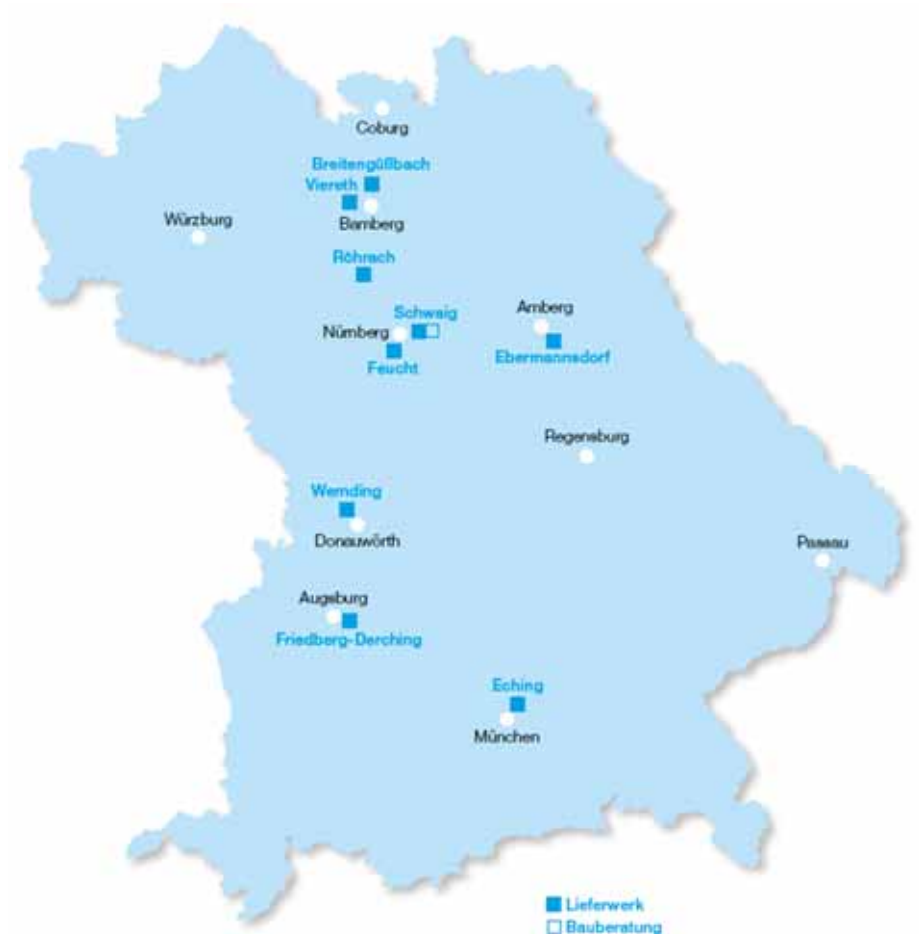 Coburg
Breitengüßbach
Viereth
Bamberg
Würzburg
Röhrach
Schwaig
Nürnberg
Feucht
Amberg
Ebermannsdorf
Regensburg
Wemding
Donauwörth
Passau
Augsburg
Friedberg-Derching
Eching
München
Lieferwerk
Bauberatung